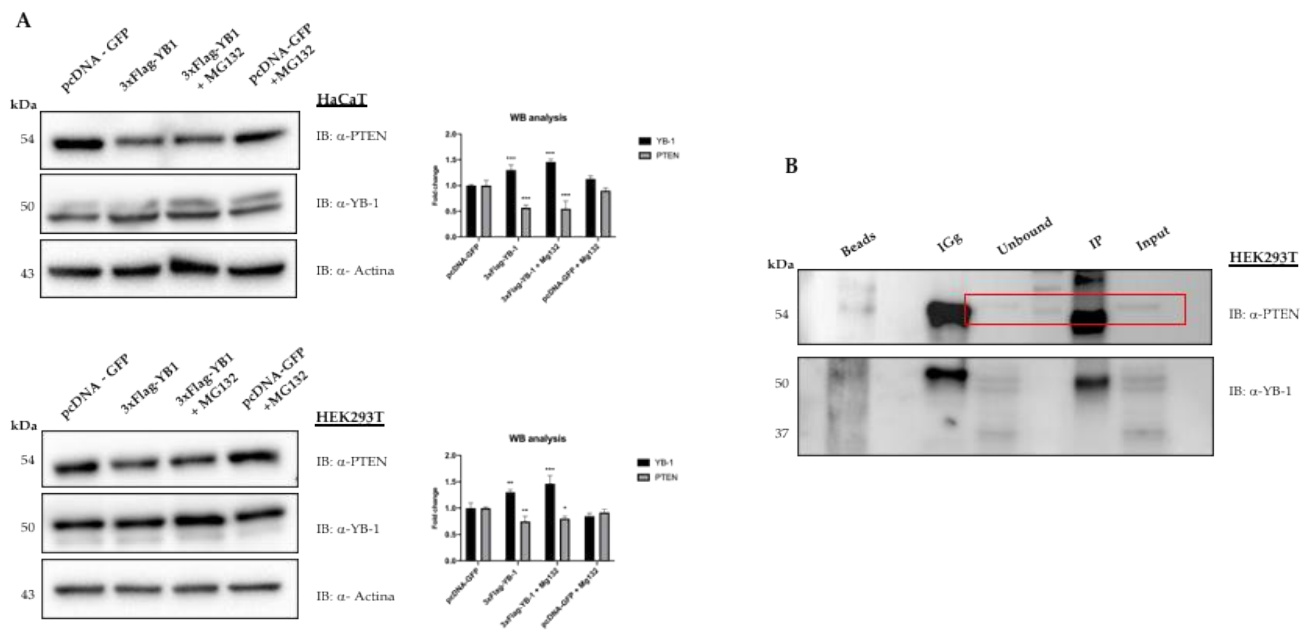 A
pcDNA - GFP
3xFlag-YB1
3xFlag-YB1
+ MG132
pcDNA-GFP
+MG132
kDa
HaCaT
54
IB: α-PTEN
50
IB: α-YB-1
43
IB: α- Actina
WB analysis
Fold change
2.0
1.5
1.0
0.5
0.0
***
***
***
***
YB-1
PTEN
pcDNA-GFP
3xFlag-YB-1
3xFlag-YB-1 + Mg132
pcDNA-GFP + Mg132
pcDNA - GFP
3xFlag-YB1
3xFlag-YB1
+ MG132
pcDNA-GFP
+MG132
kDa
HEK293T
54
IB: α-PTEN
50
IB: α-YB-1
43
IB: α- Actina
WB analysis
Fold change
2.0
1.5
1.0
0.5
0.0
**
**
***
*
YB-1
PTEN
pcDNA-GFP
3xFlag-YB-1
3xFlag-YB-1 + Mg132
pcDNA-GFP + Mg132
B
Beads
IGg
Unbound
IP
Input
kDa
HEK293T
54
IB: α-PTEN
50
IB: α-YB-1
37